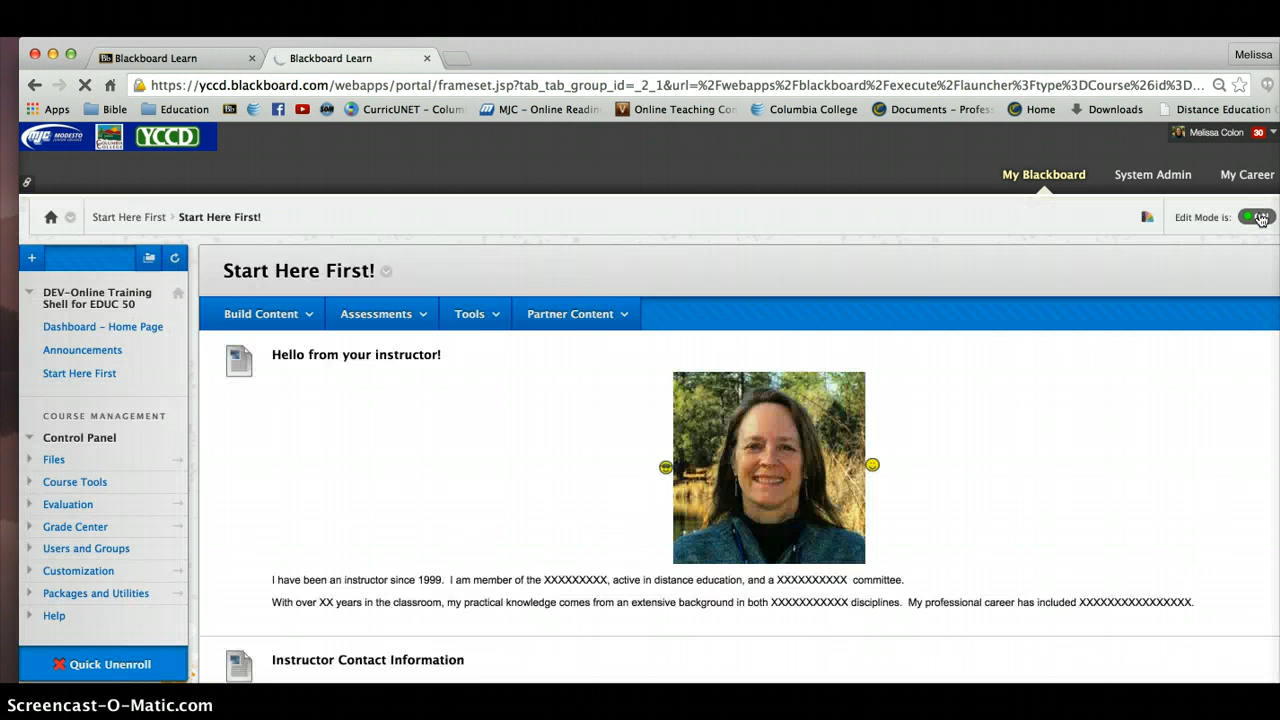 Blackboard Learn
Blackboard Learn
Melissa
https://yccd.blackboard.com/webapps/portal/frameset.jsp?tab_tab_group_id=_2_1&url=%2Fwebapps%2Fblackboard%2Fexecute%2Flauncher%3Ftype%3DCourse%26id%3D...
Apps Bible Education Bb CurricUNET - Colum MJC - Online Readin Online Teaching Con Columbia College Documents - Profess Home Downloads Distance Education
MJC MODESTO YCCD
Melissa Colon 30
My Blackboard System Admin My Career
Start Here First Start Here First! Edit Mode is:
Start Here First!
DEV-Online Training
Shell for EDUC 50
Build Content Assessments Tools Partner Content
Dashboard - Home Page
Announcements
Start Here First
COURSE MANAGEMENT
Control Panel
Files
Course Tools
Evaluation
Grade Center
Users and Groups
Customization
Packages and Utilities
Help
Quick Unenroll
Hello from your instructor!
I have been an instructor since 1999. I am member of the XXXXXXXXX, active in distance education, and a XXXXXXXXXX committee.
With over XX years in the classroom, my practical knowledge comes from an extensive background in both XXXXXXXXXXX disciplines. My professional career has included XXXXXXXXXXXXXXXX.
Instructor Contact Information
Screencast-O-Matic.com